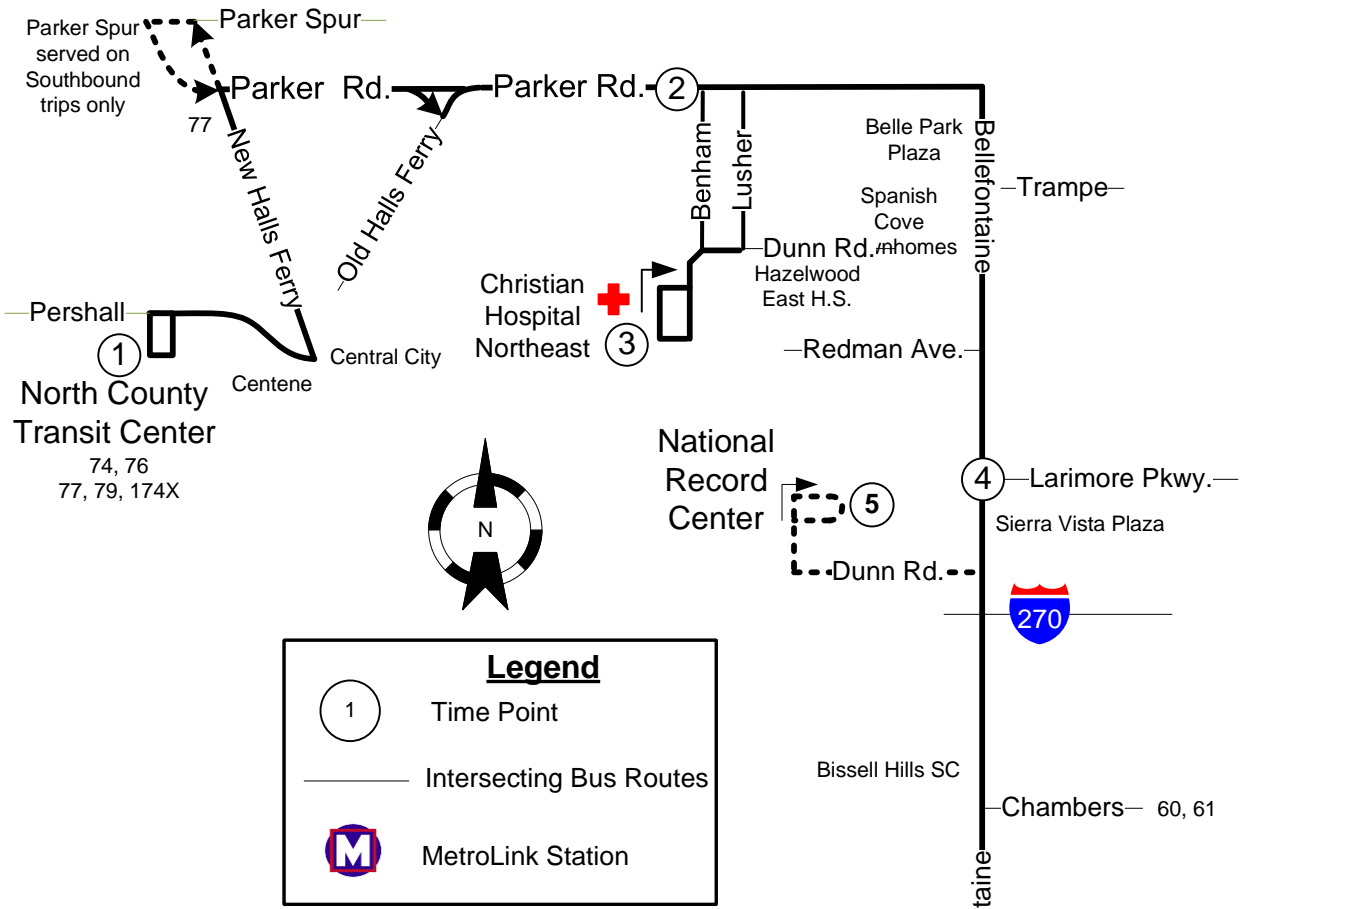 Parker Spur
served on
Southbound
trips only
Parker Spur
Parker Rd.
Parker Rd.
2
77
New Halls Ferry
Old Halls Ferry
Benham
Lusher
Belle Park
Plaza
Bellefontaine
Trampe
Spanish
Cove
mhomes
Dunn Rd.
Hazelwood
East H.S.
Christian
Hospital
Northeast
3
Pershall
1
North County
Transit Center
74, 76
77, 79, 174X
Centene
Central City
Redman Ave.
National
Record
Center
5
4
Larimore Pkwy.
Sierra Vista Plaza
Dunn Rd.
270
N
Legend
1
Time Point
Intersecting Bus Routes
M
MetroLink Station
Bissell Hills SC
Chambers
60, 61
taine